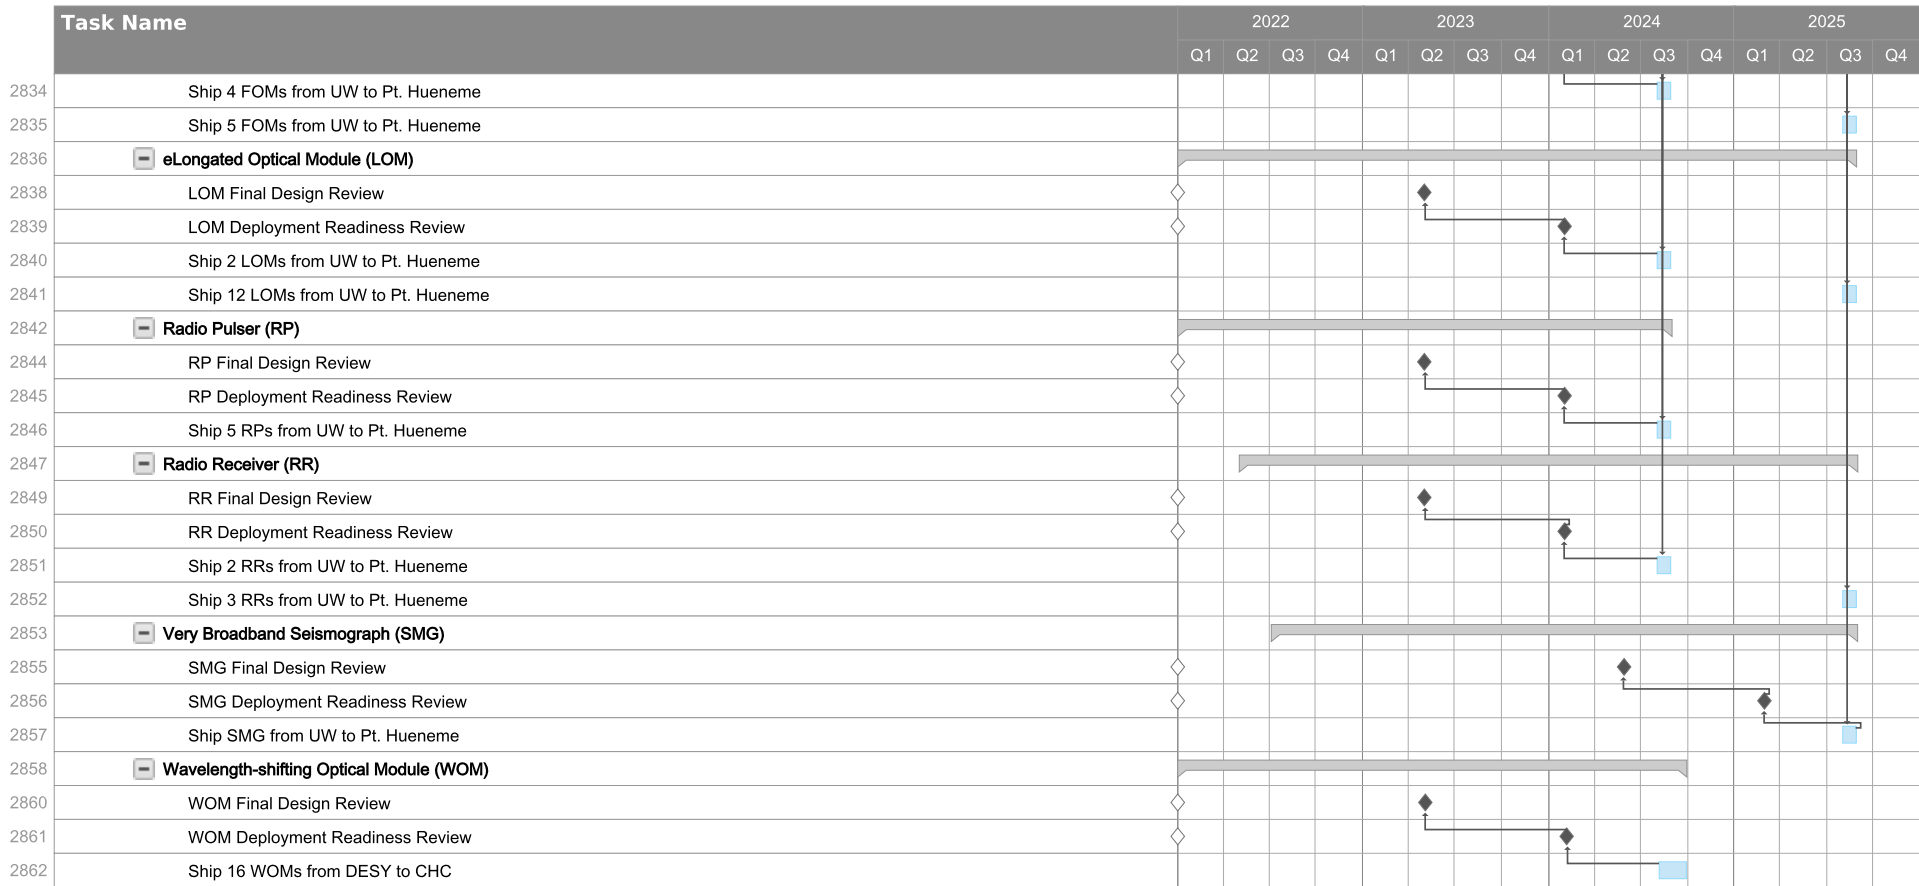 Task Name 2022 2023 2024 2025
Q1 Q2 Q3 Q4 Q1 Q2 Q3 Q4 Q1 Q2 Q3 Q4 Q1 Q2 Q3 Q4
2834 Ship 4 FOMs from UW to Pt. Hueneme
2835 Ship 5 FOMs from UW to Pt. Hueneme
2836 eLongated Optical Module (LOM)
2838 LOM Final Design Review
2839 LOM Deployment Readiness Review
2840 Ship 2 LOMs from UW to Pt. Hueneme
2841 Ship 12 LOMs from UW to Pt. Hueneme
2842 Radio Pulser (RP)
2844 RP Final Design Review
2845 RP Deployment Readiness Review
2846 Ship 5 RPs from UW to Pt. Hueneme
2847 Radio Receiver (RR)
2849 RR Final Design Review
2850 RR Deployment Readiness Review
2851 Ship 2 RRs from UW to Pt. Hueneme
2852 Ship 3 RRs from UW to Pt. Hueneme
2853 Very Broadband Seismograph (SMG)
2855 SMG Final Design Review
2856 SMG Deployment Readiness Review
2857 Ship SMG from UW to Pt. Hueneme
2858 Wavelength-shifting Optical Module (WOM)
2860 WOM Final Design Review
2861 WOM Deployment Readiness Review
2862 Ship 16 WOMs from DESY to CHC